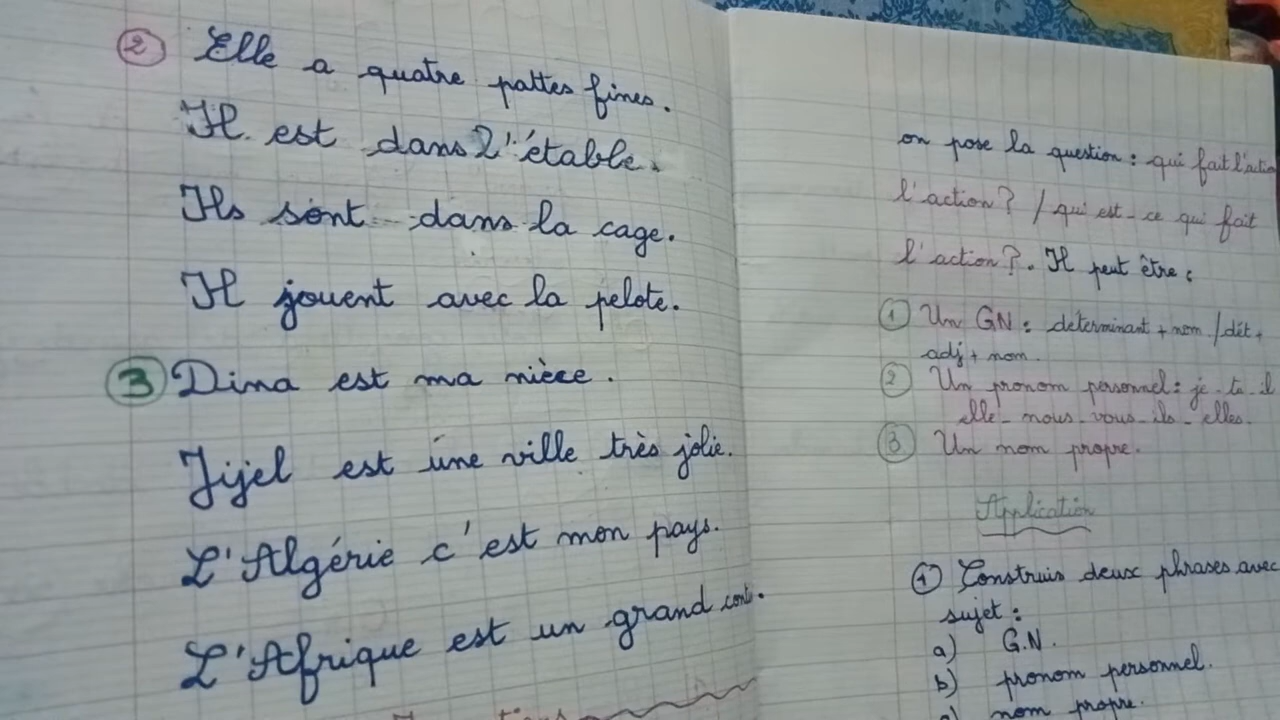 ② Elle a quatre pattes fines.
Il est dans l'étable.
Ils sont dans la cage.
Il jouent avec la pelote.
③ Dina est ma nièce.
Jijel est une ville très jolie.
L'Algérie c'est mon pays.
L'Afrique est un grand cont.
on pose la question : qui fait l'action
l'action ? / qui est-ce qui fait
l'action ?. Il peut être :
① Un GN : déterminant + nom / dét +
adj + nom.
② Un pronom personnel : je - tu - il
elle - nous - vous - ils - elles.
③ Un nom propre.
Application
① Construis deux phrases avec
sujet :
a) G.N.
b) pronom personnel.
nom propre.